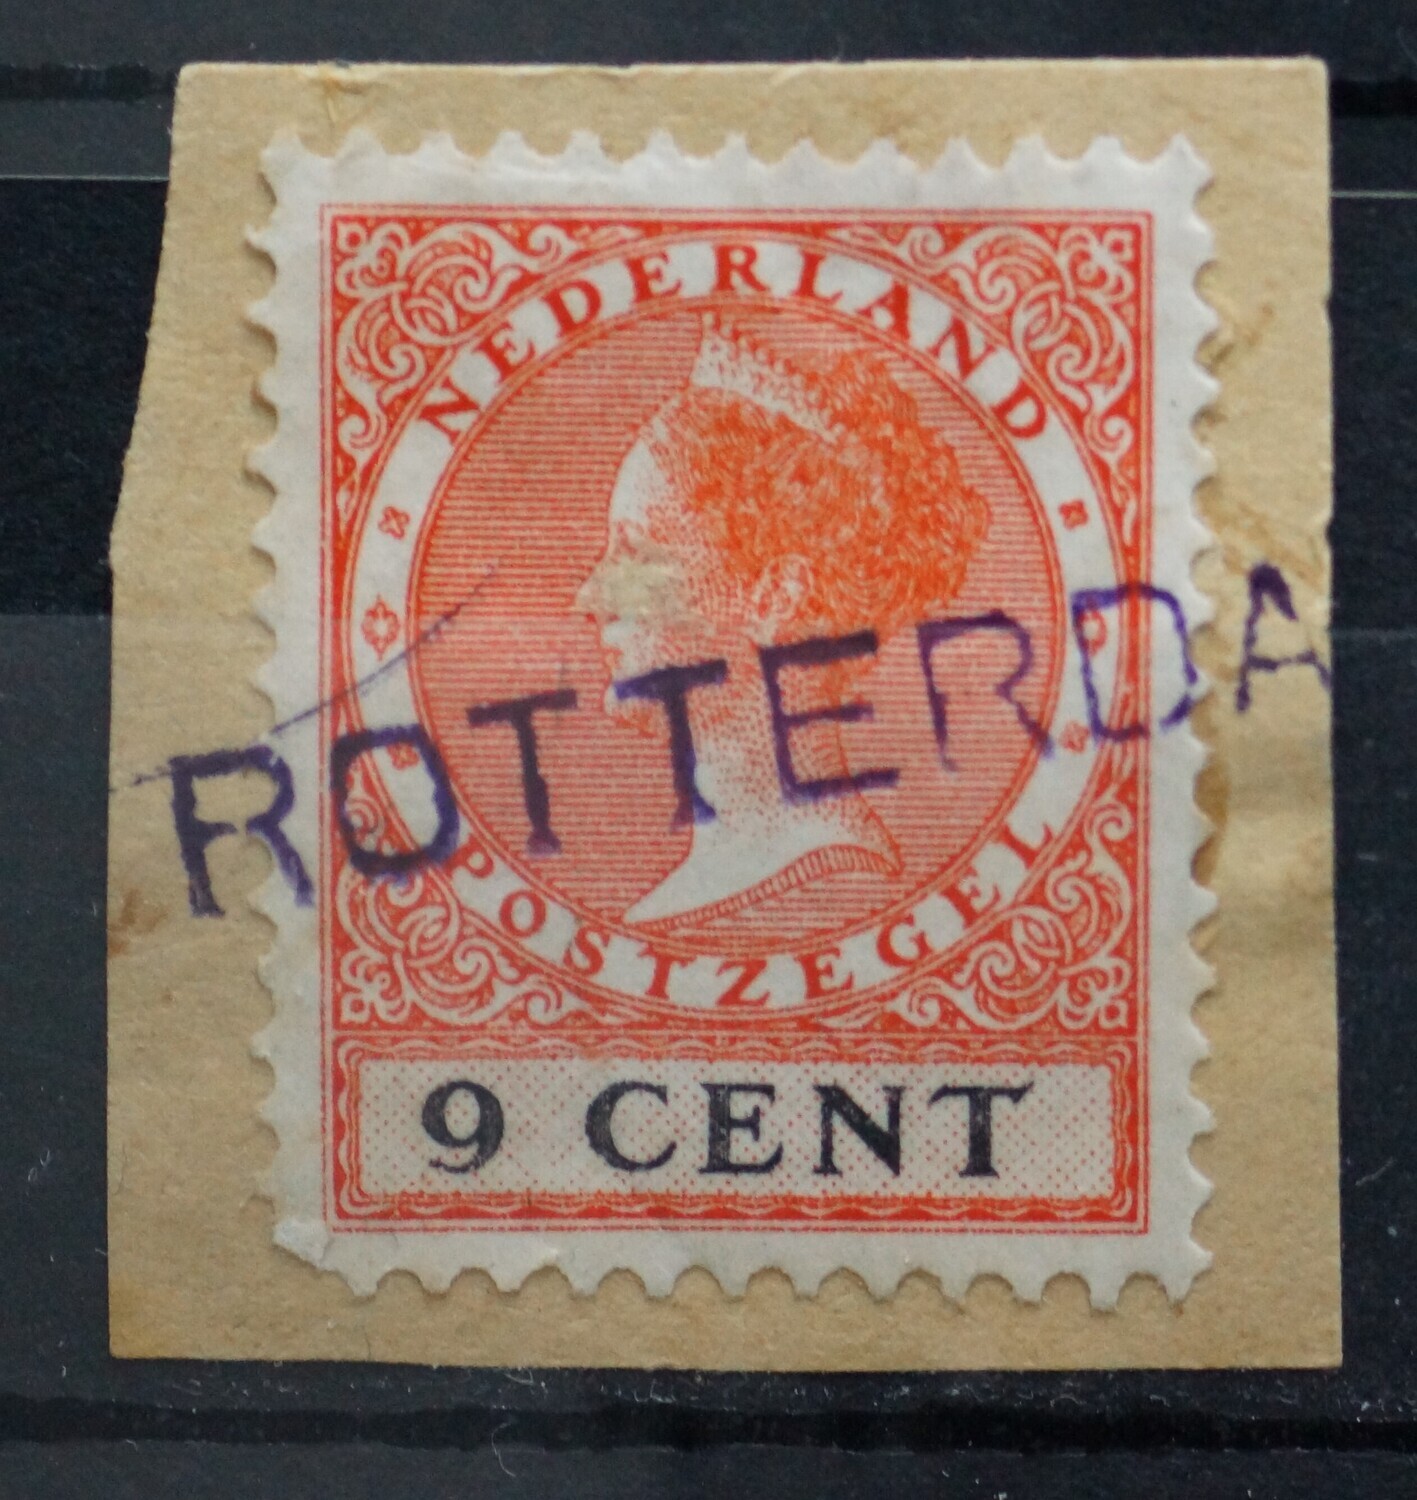 NEDERLAND
ROTTERDA
POSTZEGEL
9 CENT